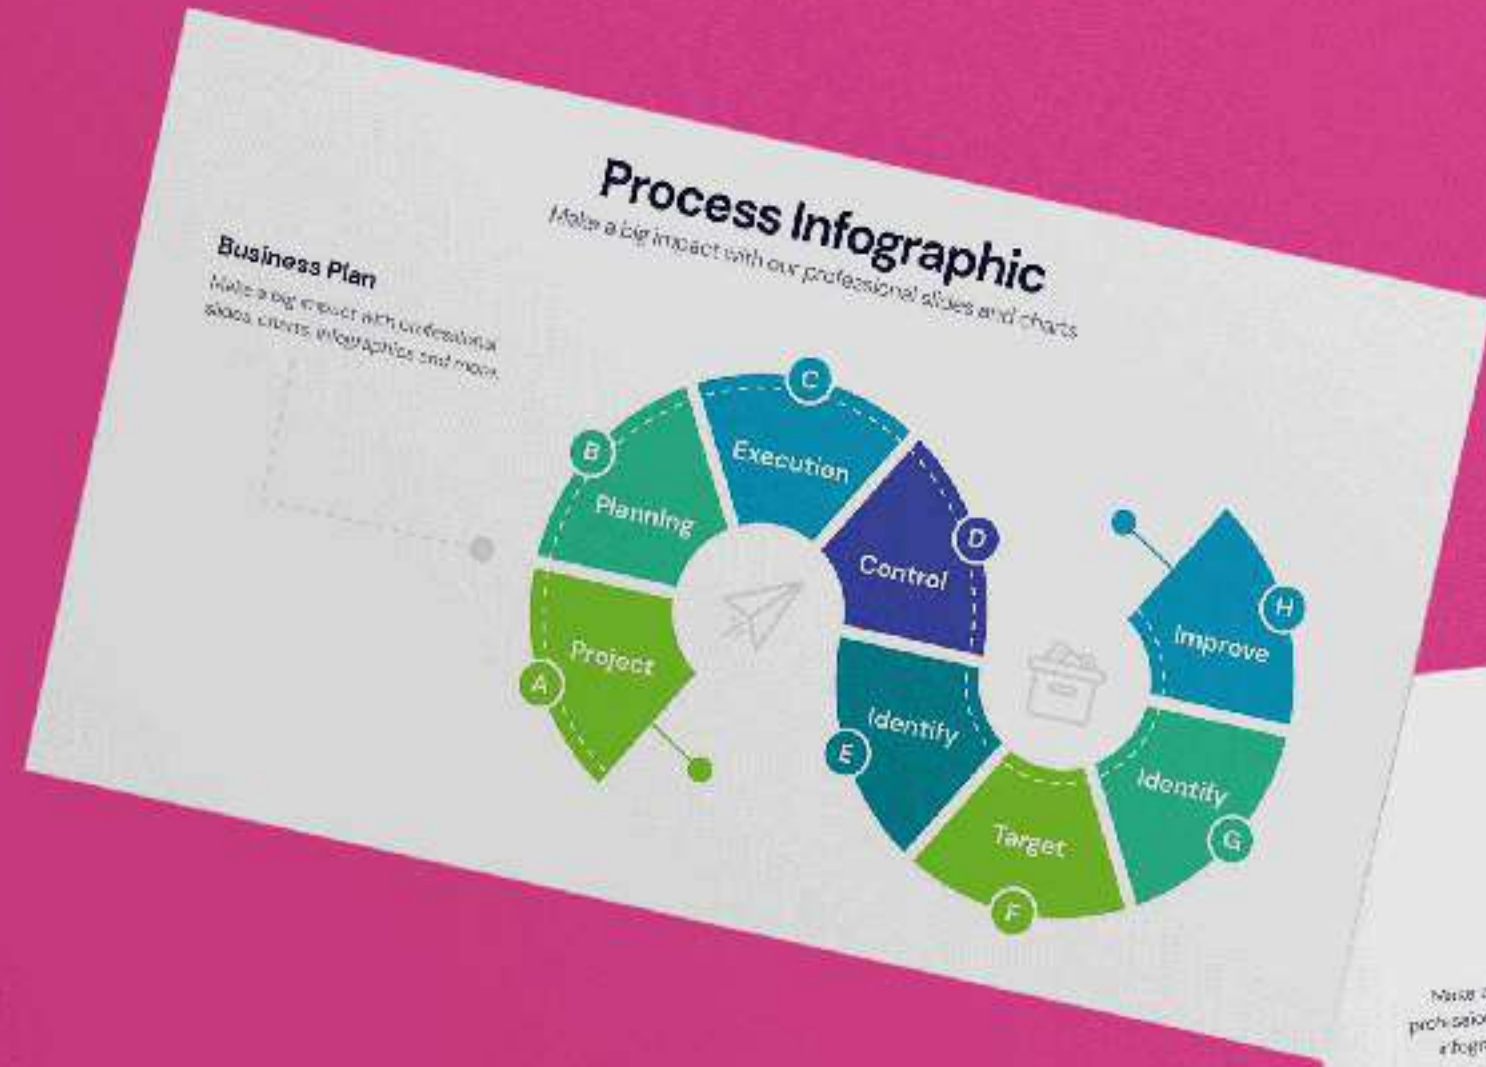 Process Infographic
Make a big impact with our professional slides and charts
Business Plan
Make a big impact with professional
slides, charts, infographics and more.
C
B
Execution
Planning
D
Control
H
Improve
Project
A
Identify
E
Identify
G
Target
F
Make